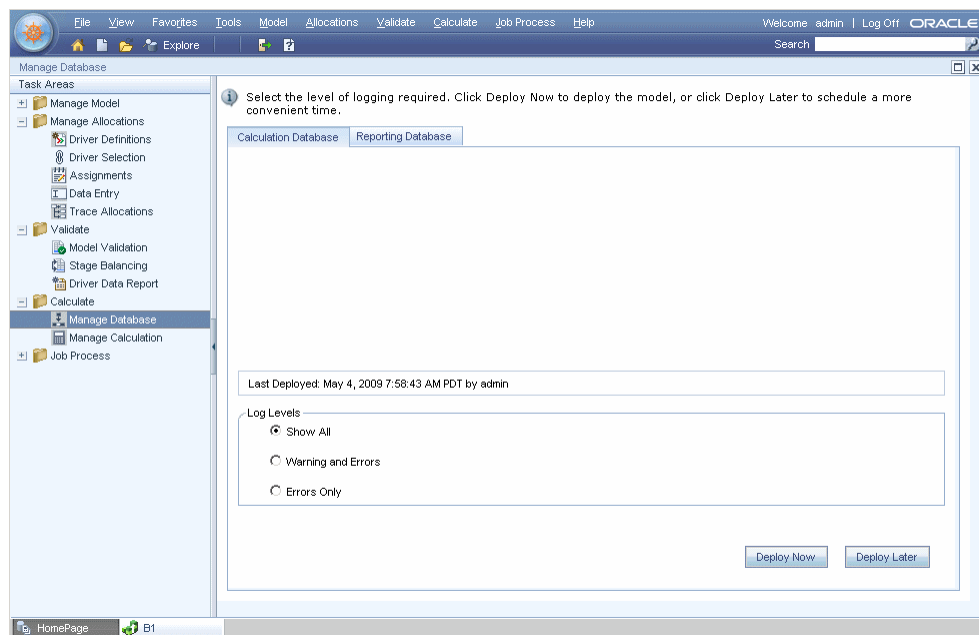 File View Favorites Tools Model Allocations Validate Calculate Job Process Help Welcome admin | Log Off ORACLE
Explore Search
Manage Database
Task Areas
Manage Model
Manage Allocations
Driver Definitions
Driver Selection
Assignments
Data Entry
Trace Allocations
Validate
Model Validation
Stage Balancing
Driver Data Report
Calculate
Manage Database
Manage Calculation
Job Process
Select the level of logging required. Click Deploy Now to deploy the model, or click Deploy Later to schedule a more
convenient time.
Calculation Database Reporting Database
Last Deployed: May 4, 2009 7:58:43 AM PDT by admin
Log Levels
Show All
Warning and Errors
Errors Only
Deploy Now Deploy Later
HomePage B1